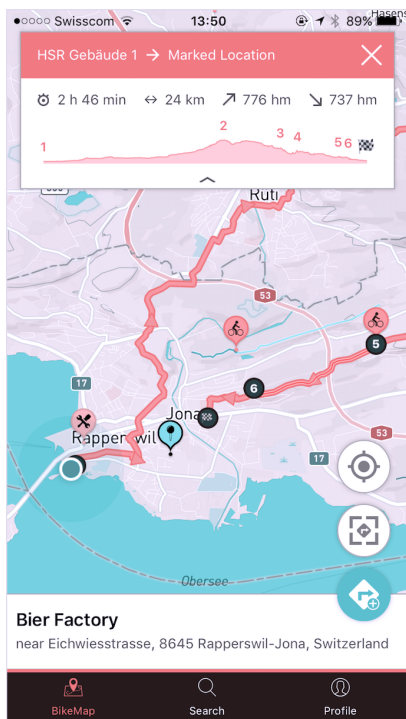 Hasens
Swisscom 13:50 89%
HSR Gebäude 1 → Marked Location
2 h 46 min ↔ 24 km ↗ 776 hm ↘ 737 hm
1 2 3 4 5 6
Rüti
53
5
17
6
Jona
Rapperswil
53
17
Obersee
Bier Factory
near Eichwiesstrasse, 8645 Rapperswil-Jona, Switzerland
BikeMap Search Profile